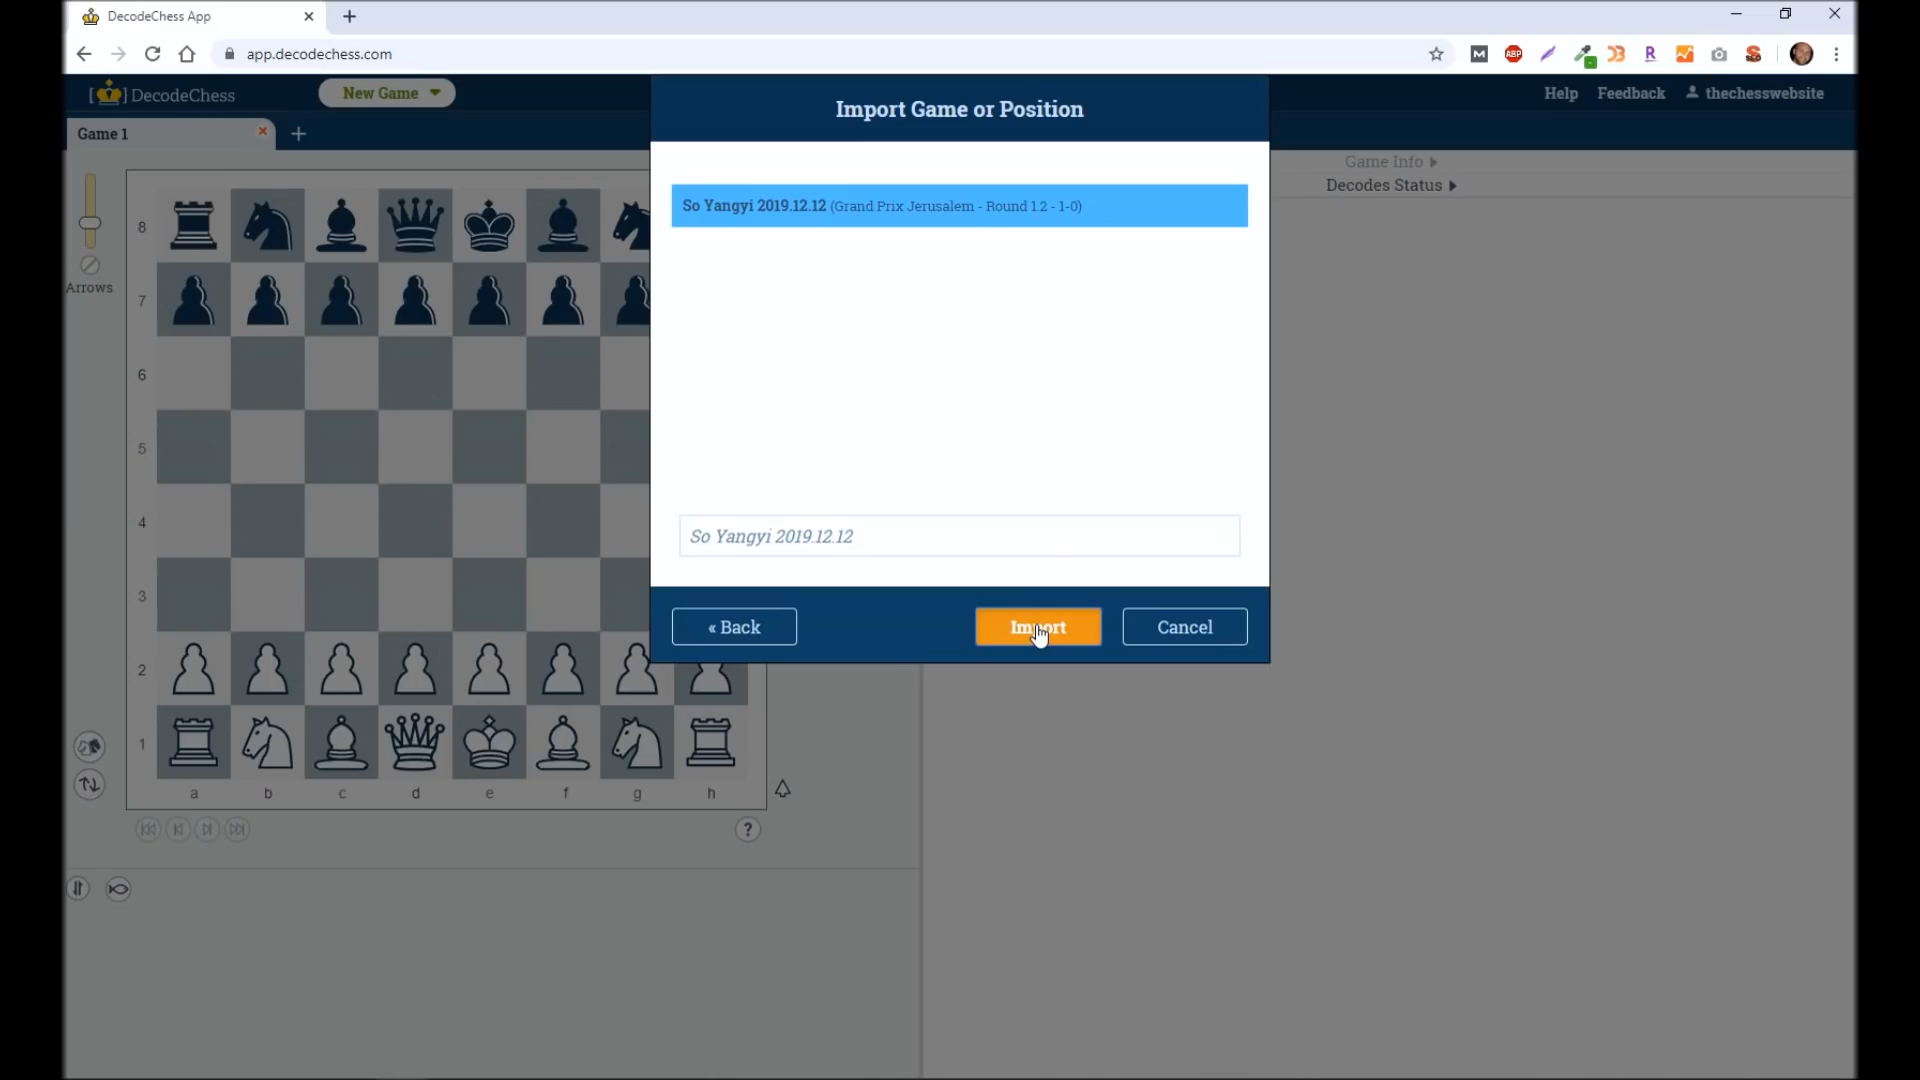 DecodeChess App
app.decodechess.com
M
ABP
R
[ ] DecodeChess
New Game
Help
Feedback
thechesswebsite
Game 1
Import Game or Position
Game Info
Decodes Status
So Yangyi 2019.12.12 (Grand Prix Jerusalem - Round 1.2 - 1-0)
Arrows
8
7
6
5
4
3
2
1
So Yangyi 2019.12.12
« Back
Import
Cancel
a b c d e f g h
?